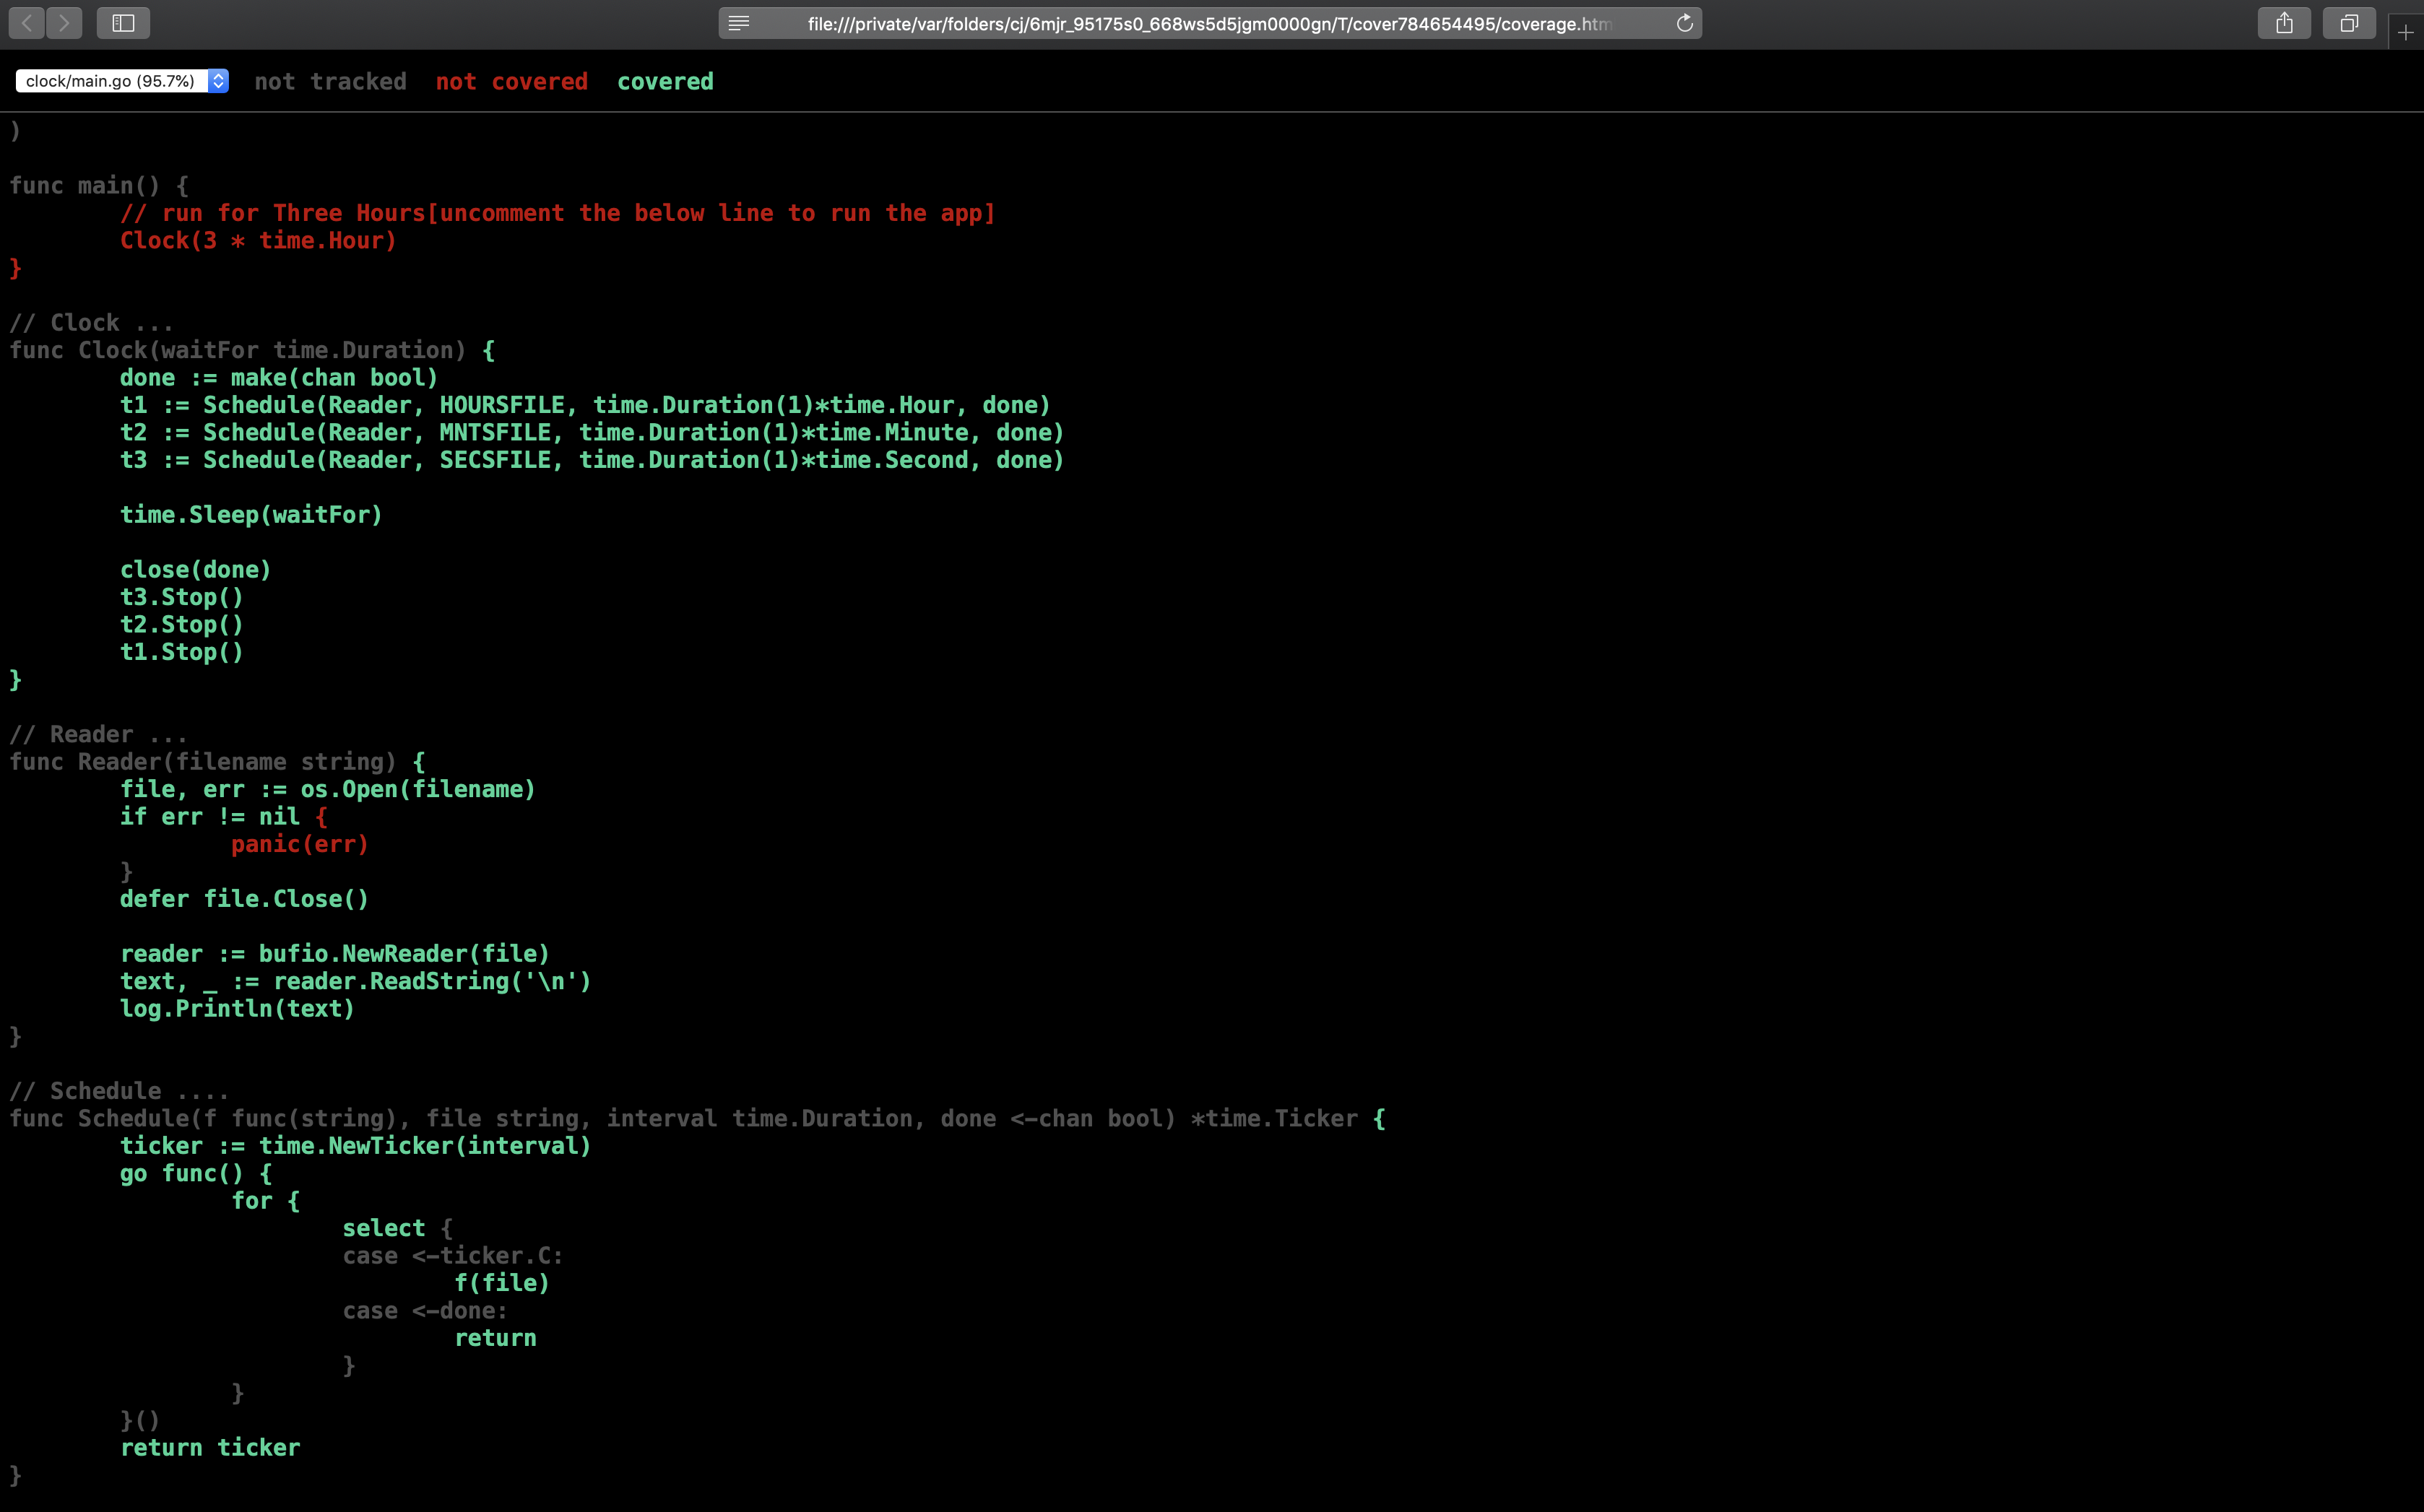 file:///private/var/folders/cj/6mjr_95175s0_668ws5d5jgm0000gn/T/cover784654495/coverage.htm
clock/main.go (95.7%) not tracked not covered covered
)
func main() {
// run for Three Hours[uncomment the below line to run the app]
Clock(3 * time.Hour)
}
// Clock ...
func Clock(waitFor time.Duration) {
done := make(chan bool)
t1 := Schedule(Reader, HOURSFILE, time.Duration(1)*time.Hour, done)
t2 := Schedule(Reader, MNTSFILE, time.Duration(1)*time.Minute, done)
t3 := Schedule(Reader, SECSFILE, time.Duration(1)*time.Second, done)
time.Sleep(waitFor)
close(done)
t3.Stop()
t2.Stop()
t1.Stop()
}
// Reader ...
func Reader(filename string) {
file, err := os.Open(filename)
if err != nil {
panic(err)
}
defer file.Close()
reader := bufio.NewReader(file)
text, _ := reader.ReadString('\n')
log.Println(text)
}
// Schedule ....
func Schedule(f func(string), file string, interval time.Duration, done <-chan bool) *time.Ticker {
ticker := time.NewTicker(interval)
go func() {
for {
select {
case <-ticker.C:
f(file)
case <-done:
return
}
}
}()
return ticker
}